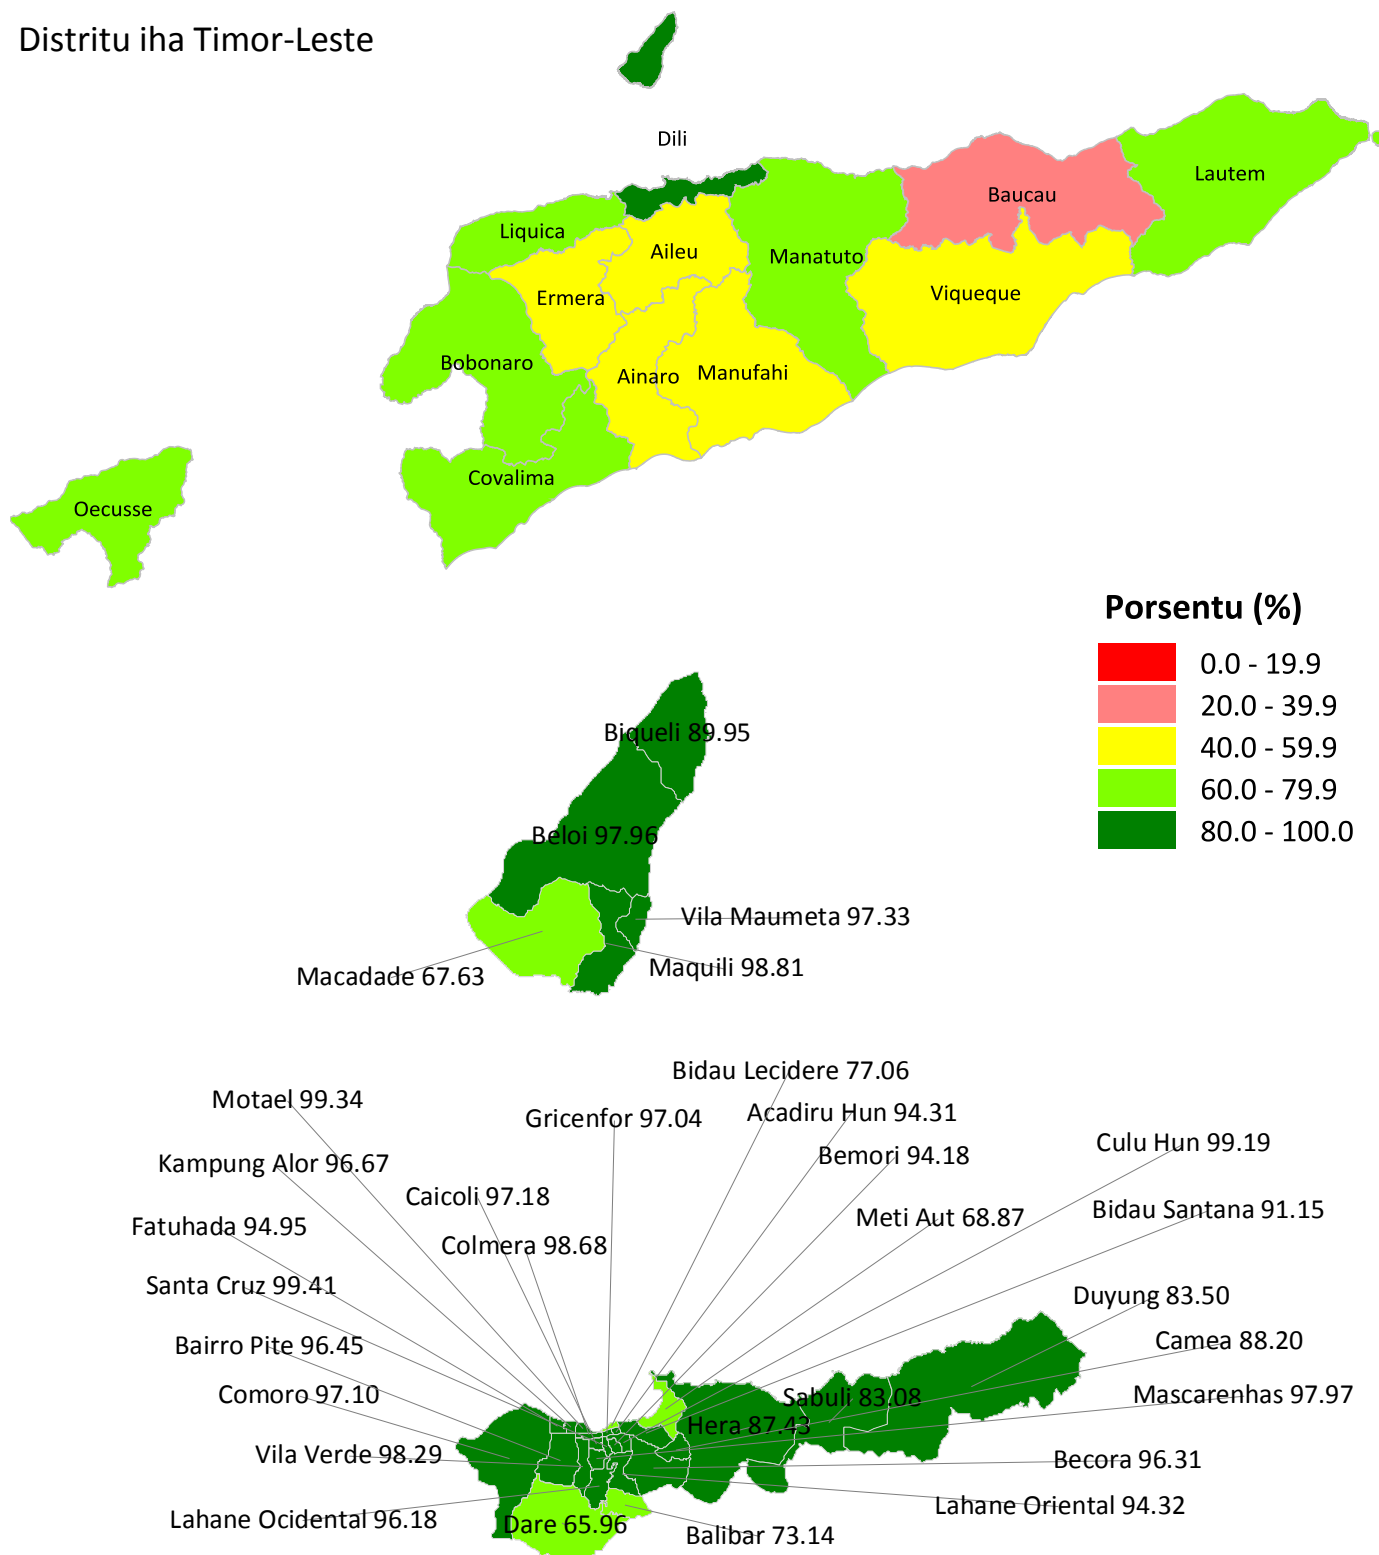 Distritu iha Timor-Leste
Dili
Lautem
Baucau
Liquica
Aileu
Manatuto
Viqueque
Ermera
Bobonaro
Ainaro
Manufahi
Covalima
Oecusse
Porsentu (%)
0.0 - 19.9
20.0 - 39.9
40.0 - 59.9
60.0 - 79.9
80.0 - 100.0
Biqueli 89.95
Beloi 97.96
Vila Maumeta 97.33
Maquili 98.81
Macadade 67.63
Bidau Lecidere 77.06
Motael 99.34
Gricenfor 97.04
Acadiru Hun 94.31
Culu Hun 99.19
Bemori 94.18
Kampung Alor 96.67
Caicoli 97.18
Bidau Santana 91.15
Meti Aut 68.87
Fatuhada 94.95
Colmera 98.68
Santa Cruz 99.41
Duyung 83.50
Camea 88.20
Bairro Pite 96.45
Comoro 97.10
Mascarenhas 97.97
Sabuli 83.08
Hera 87.43
Vila Verde 98.29
Becora 96.31
Lahane Oriental 94.32
Lahane Ocidental 96.18
Dare 65.96
Balibar 73.14